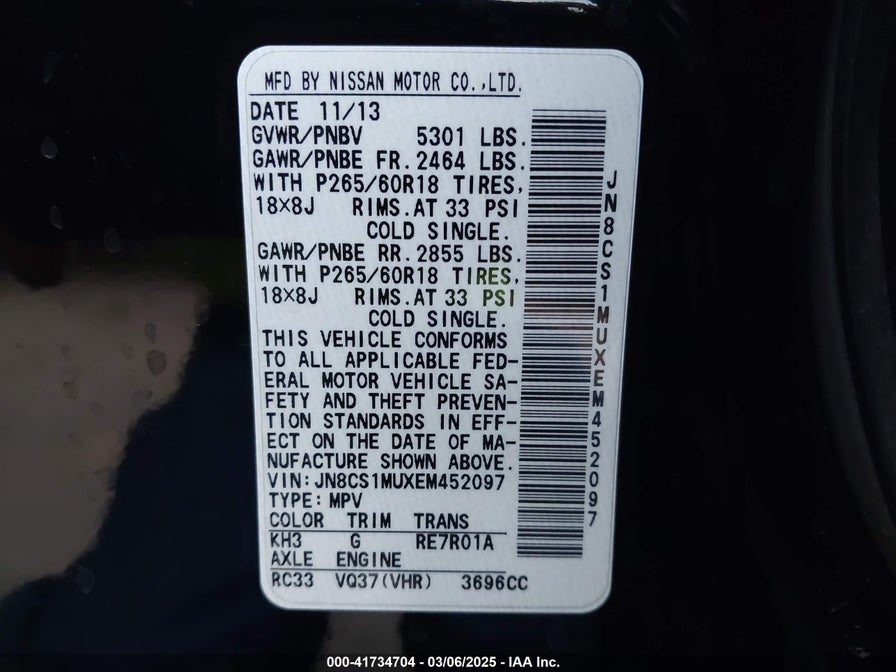 MFD BY NISSAN MOTOR CO.,LTD.
DATE 11/13
GVWR/PNBV 5301 LBS.
GAWR/PNBE FR. 2464 LBS.
WITH P265/60R18 TIRES,
18×8J RIMS.AT 33 PSI
COLD SINGLE.
GAWR/PNBE RR. 2855 LBS.
WITH P265/60R18 TIRES,
18×8J RIMS.AT 33 PSI
COLD SINGLE.
THIS VEHICLE CONFORMS
TO ALL APPLICABLE FED-
ERAL MOTOR VEHICLE SA-
FETY AND THEFT PREVEN-
TION STANDARDS IN EFF-
ECT ON THE DATE OF MA-
NUFACTURE SHOWN ABOVE.
VIN:JN8CS1MUXEM452097
TYPE:MPV
COLOR TRIM TRANS
KH3 G RE7R01A
AXLE ENGINE
RC33 VQ37(VHR) 3696CC
JN8CS1MUXEM452097
000-41734704 - 03/06/2025 - IAA Inc.